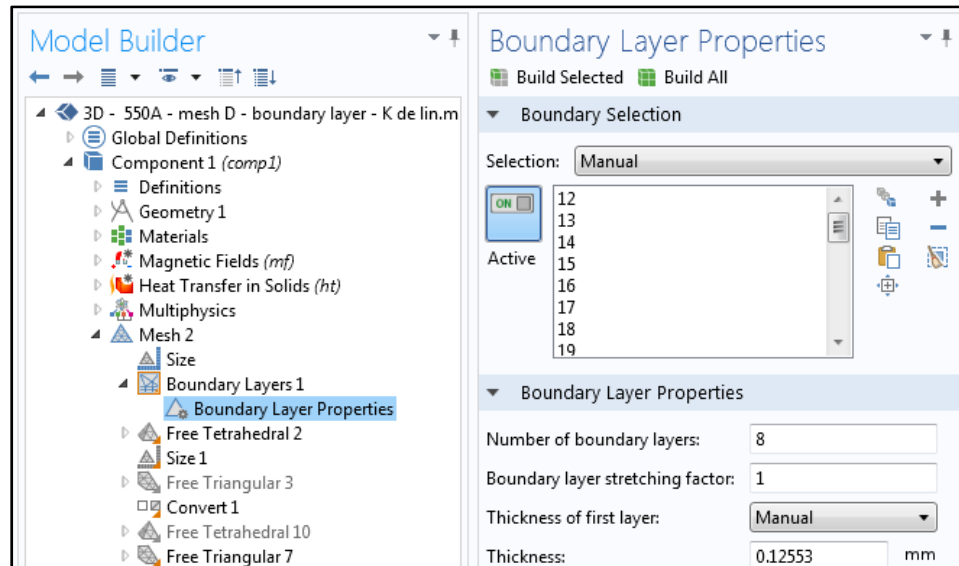 Model Builder
3D - 550A - mesh D - boundary layer - K de lin.m
Global Definitions
Component 1 (comp1)
Definitions
Geometry 1
Materials
Magnetic Fields (mf)
Heat Transfer in Solids (ht)
Multiphysics
Mesh 2
Size
Boundary Layers 1
Boundary Layer Properties
Free Tetrahedral 2
Size 1
Free Triangular 3
Convert 1
Free Tetrahedral 10
Free Triangular 7
Boundary Layer Properties
Build Selected Build All
Boundary Selection
Selection: Manual
ON
Active
12
13
14
15
16
17
18
19
Boundary Layer Properties
Number of boundary layers: 8
Boundary layer stretching factor: 1
Thickness of first layer: Manual
Thickness: 0.12553 mm